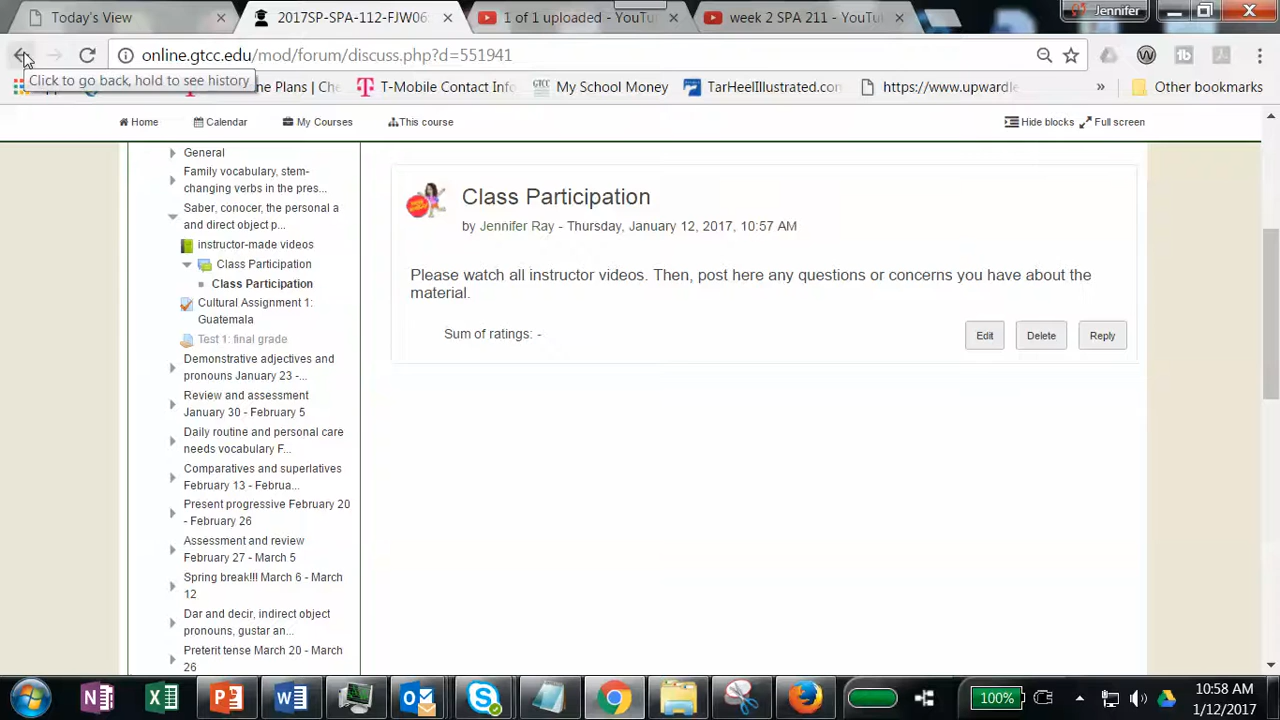 Today's View
2017SP-SPA-112-FJW06
1 of 1 uploaded - YouTu
week 2 SPA 211 - YouTu
Jennifer
online.gtcc.edu/mod/forum/discuss.php?d=551941
Click to go back, hold to see history
ne Plans | Che
T-Mobile Contact Info
My School Money
TarHeelIllustrated.com
https://www.upwardle
»
Other bookmarks
Home
Calendar
My Courses
This course
Hide blocks
Full screen
General
Family vocabulary, stem-
changing verbs in the pres...
Saber, conocer, the personal a
and direct object p...
instructor-made videos
Class Participation
Class Participation
Cultural Assignment 1:
Guatemala
Test 1: final grade
Demonstrative adjectives and
pronouns January 23 -...
Review and assessment
January 30 - February 5
Daily routine and personal care
needs vocabulary F...
Comparatives and superlatives
February 13 - Februa...
Present progressive February 20
- February 26
Assessment and review
February 27 - March 5
Spring break!!! March 6 - March
12
Dar and decir, indirect object
pronouns, gustar an...
Preterit tense March 20 - March
26
Class Participation
by Jennifer Ray - Thursday, January 12, 2017, 10:57 AM
Please watch all instructor videos. Then, post here any questions or concerns you have about the
material.
Sum of ratings: -
Edit
Delete
Reply
100%
10:58 AM
1/12/2017